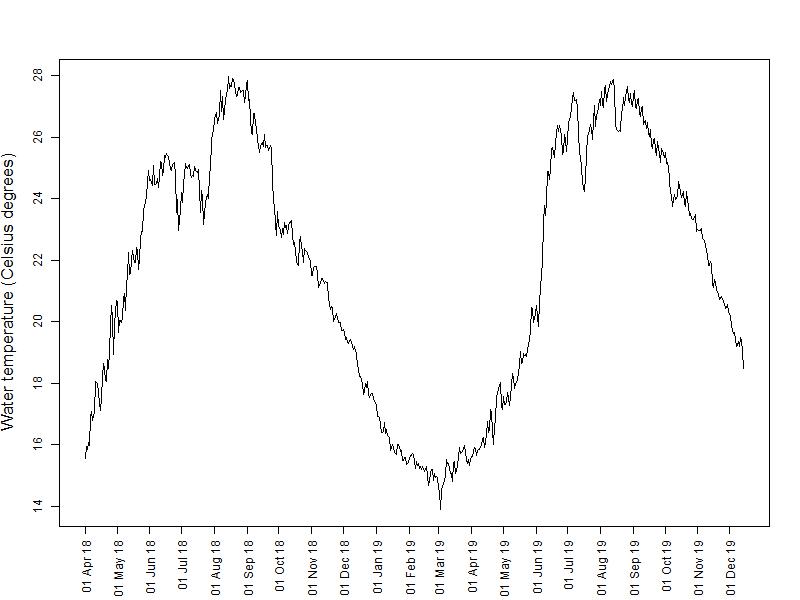 Water temperature (Celsius degrees)
28
26
24
22
20
18
16
14
01 Apr 18
01 May 18
01 Jun 18
01 Jul 18
01 Aug 18
01 Sep 18
01 Oct 18
01 Nov 18
01 Dec 18
01 Jan 19
01 Feb 19
01 Mar 19
01 Apr 19
01 May 19
01 Jun 19
01 Jul 19
01 Aug 19
01 Sep 19
01 Oct 19
01 Nov 19
01 Dec 19